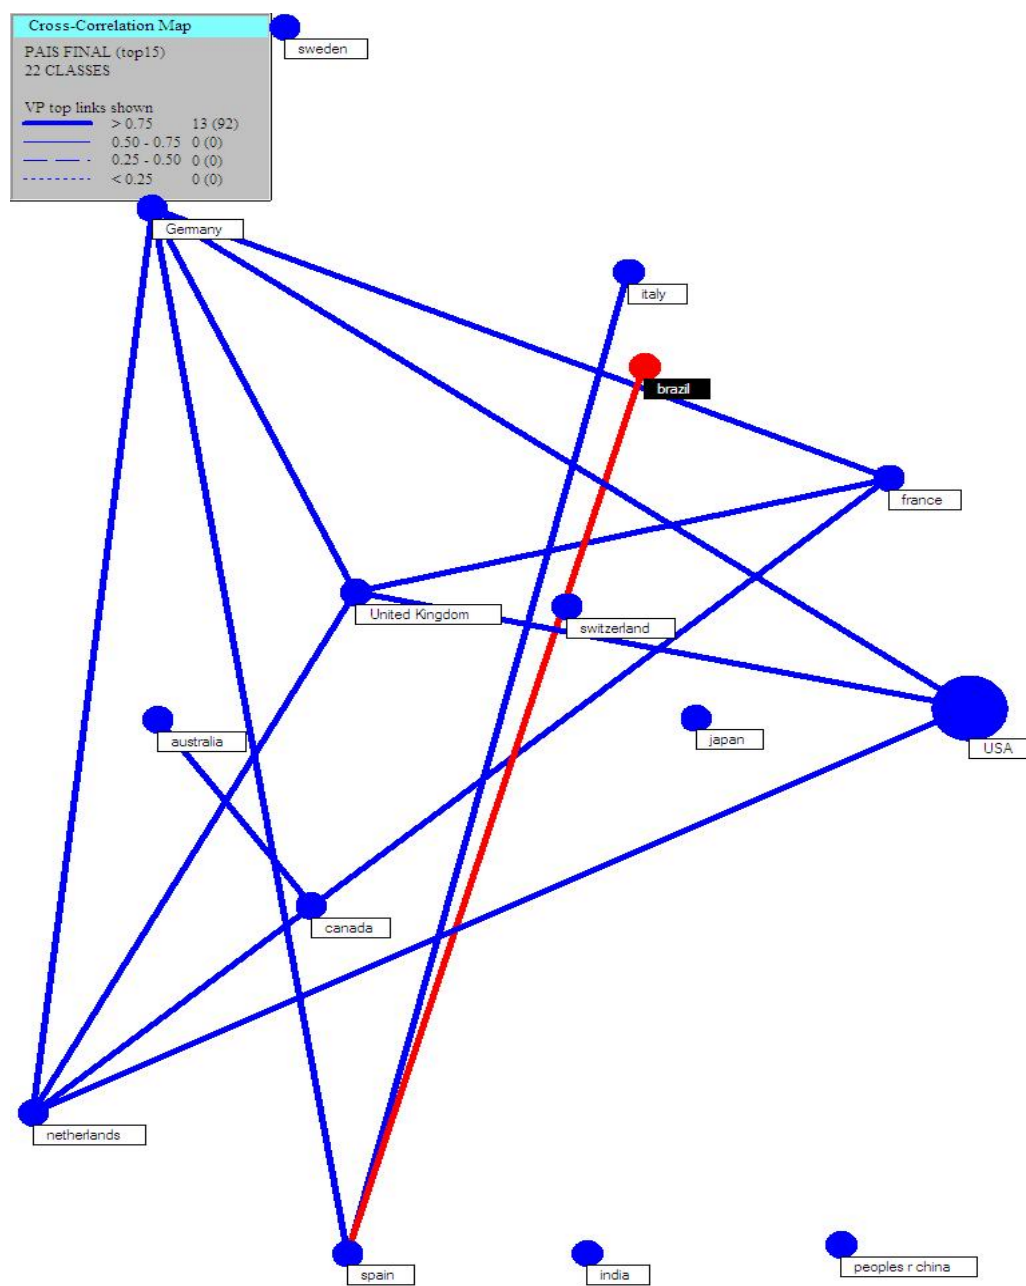 Cross-Correlation Map
PAIS FINAL (top15)
22 CLASSES
VP top links shown
> 0.75 13 (92)
0.50 - 0.75 0 (0)
0.25 - 0.50 0 (0)
< 0.25 0 (0)
sweden
Gemany
italy
brazil
france
United Kingdom
switzerland
australia
japan
USA
canada
netherlands
spain
india
peoples r china